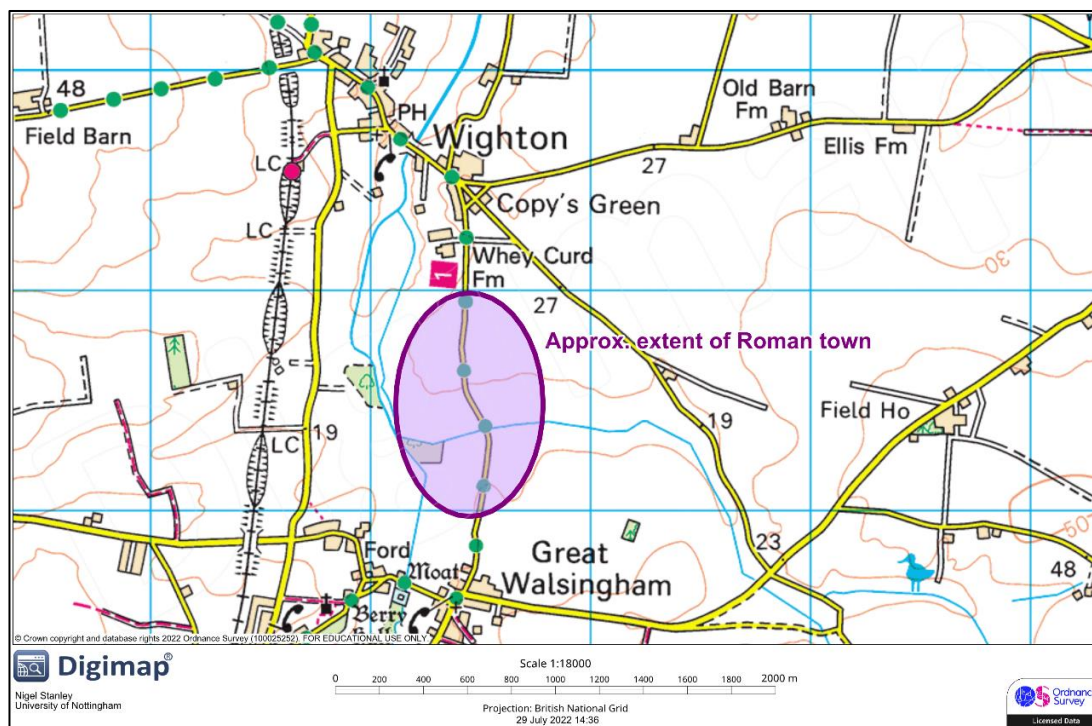 48
Field Barn
PH
Wighton
Old Barn
Fm
Ellis Fm
27
LC
Copy's Green
LC
Whey Curd
Fm
1
27
30
Approx. extent of Roman town
Field Ho
19
19
LC
50
Ford
Moat
Great
Walsingham
23
48
Berry
© Crown copyright and database rights 2022 Ordnance Survey (100025252). FOR EDUCATIONAL USE ONLY.
Digimap®
Nigel Stanley
University of Nottingham
Scale 1:18000
0 200 400 600 800 1000 1200 1400 1600 1800 2000 m
Projection: British National Grid
29 July 2022 14:36
Ordnance
Survey
Licensed Data